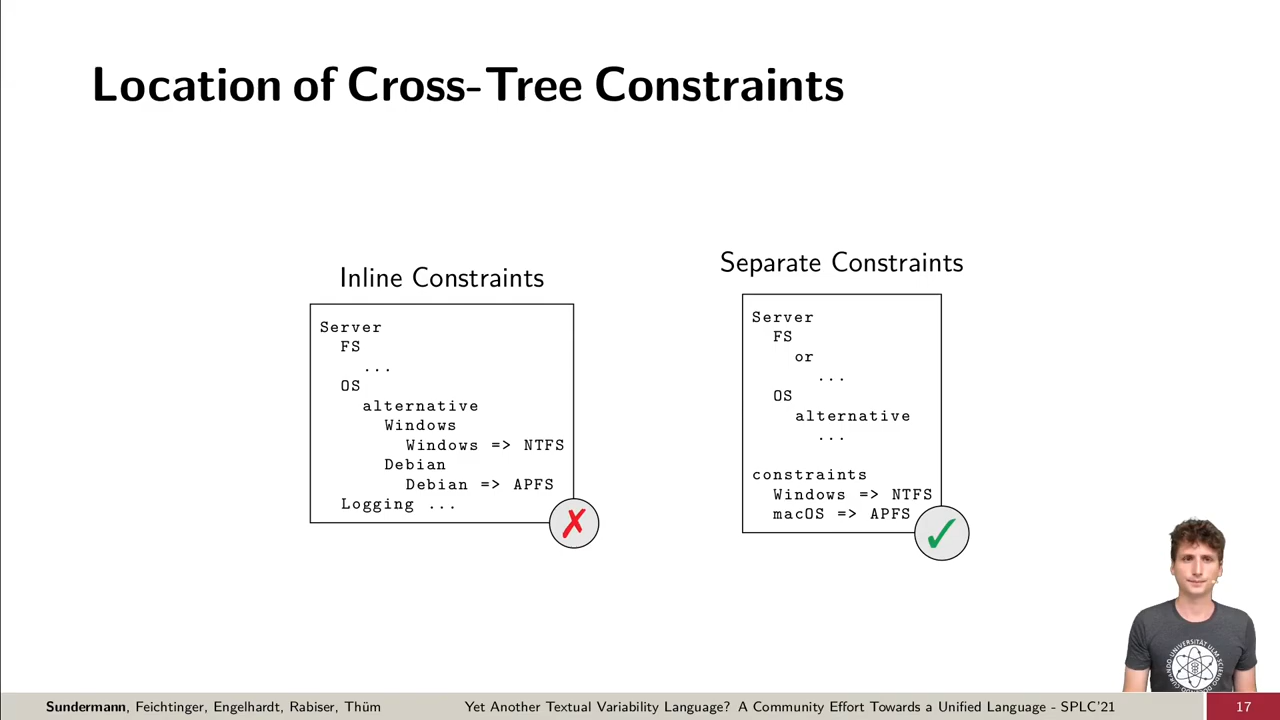 Location of Cross-Tree Constraints
Inline Constraints
Server
FS
...
OS
alternative
Windows
Windows => NTFS
Debian
Debian => APFS
Logging ...
✗
Separate Constraints
Server
FS
or
...
OS
alternative
...
constraints
Windows => NTFS
macOS => APFS
✓
Sundermann, Feichtinger, Engelhardt, Rabiser, Thüm
Yet Another Textual Variability Language? A Community Effort Towards a Unified Language - SPLC'21
17